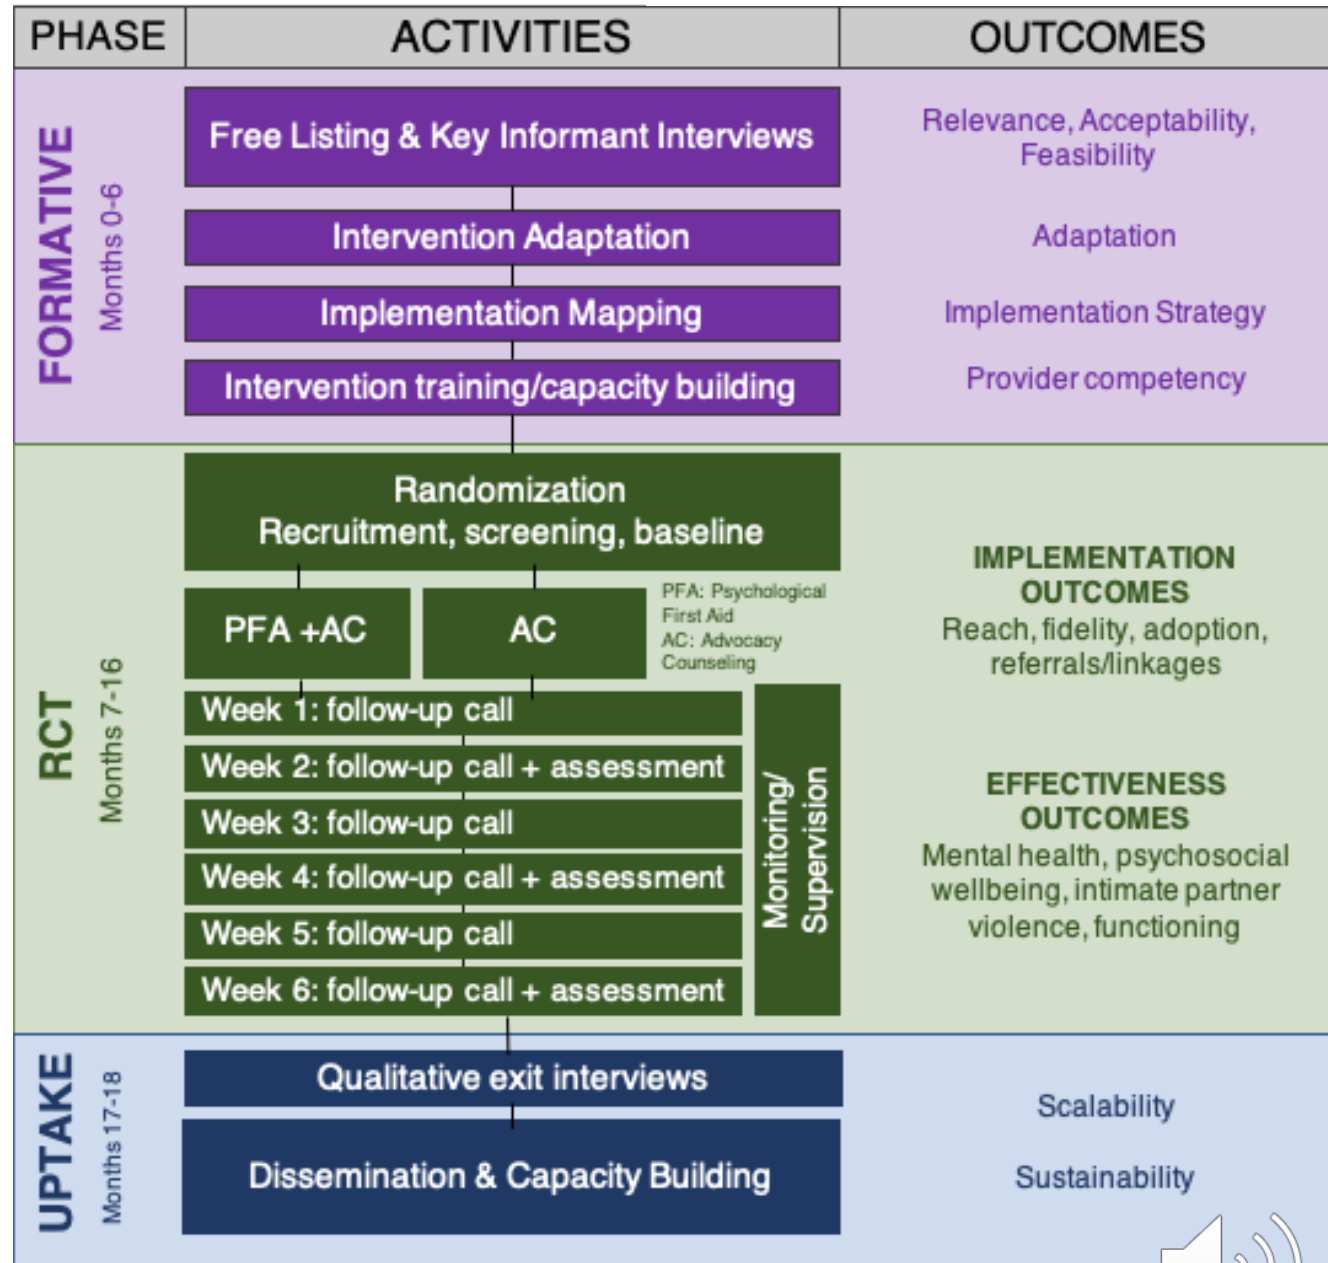 PHASE
ACTIVITIES
OUTCOMES
FORMATIVE
Months 0-6
Free Listing & Key Informant Interviews
Relevance, Acceptability,
Feasibility
Intervention Adaptation
Adaptation
Implementation Mapping
Implementation Strategy
Intervention training/capacity building
Provider competency
RCT
Months 7-16
Randomization
Recruitment, screening, baseline
PFA +AC
AC
PFA: Psychological
First Aid
AC: Advocacy
Counseling
Week 1: follow-up call
Week 2: follow-up call + assessment
Week 3: follow-up call
Week 4: follow-up call + assessment
Week 5: follow-up call
Week 6: follow-up call + assessment
Monitoring/
Supervision
IMPLEMENTATION
OUTCOMES
Reach, fidelity, adoption,
referrals/linkages
EFFECTIVENESS
OUTCOMES
Mental health, psychosocial
wellbeing, intimate partner
violence, functioning
UPTAKE
Months 17-18
Qualitative exit interviews
Dissemination & Capacity Building
Scalability
Sustainability